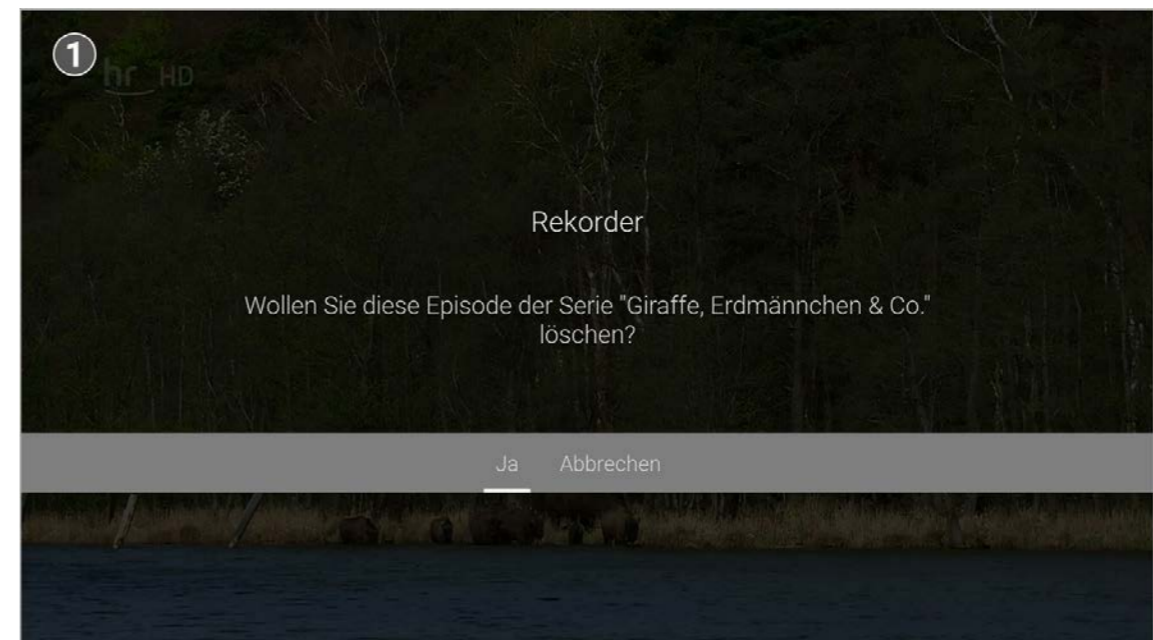 1
hr HD
Rekorder
Wollen Sie diese Episode der Serie "Giraffe, Erdmännchen & Co."
löschen?
Ja Abbrechen